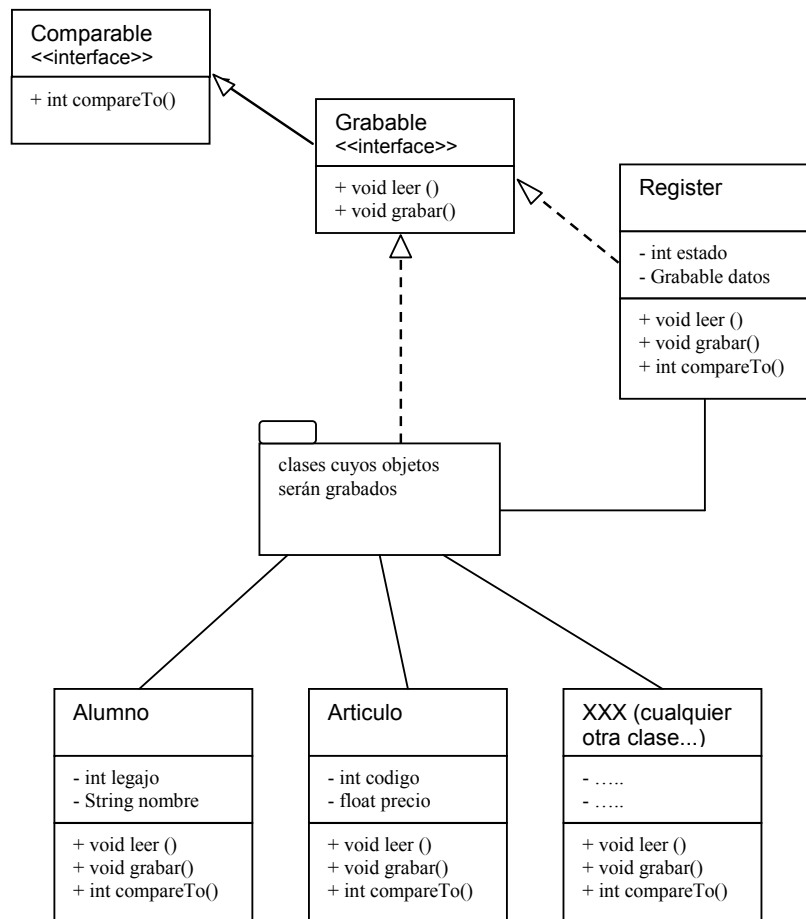 Comparable
<<interface>>
+ int compareTo()
Grabable
<<interface>>
+ void leer ()
+ void grabar()
Register
- int estado
- Grabable datos
+ void leer ()
+ void grabar()
+ int compareTo()
clases cuyos objetos
serán grabados
Alumno
- int legajo
- String nombre
+ void leer ()
+ void grabar()
+ int compareTo()
Articulo
- int codigo
- float precio
+ void leer ()
+ void grabar()
+ int compareTo()
XXX (cualquier
otra clase...)
- .....
- .....
+ void leer ()
+ void grabar()
+ int compareTo()